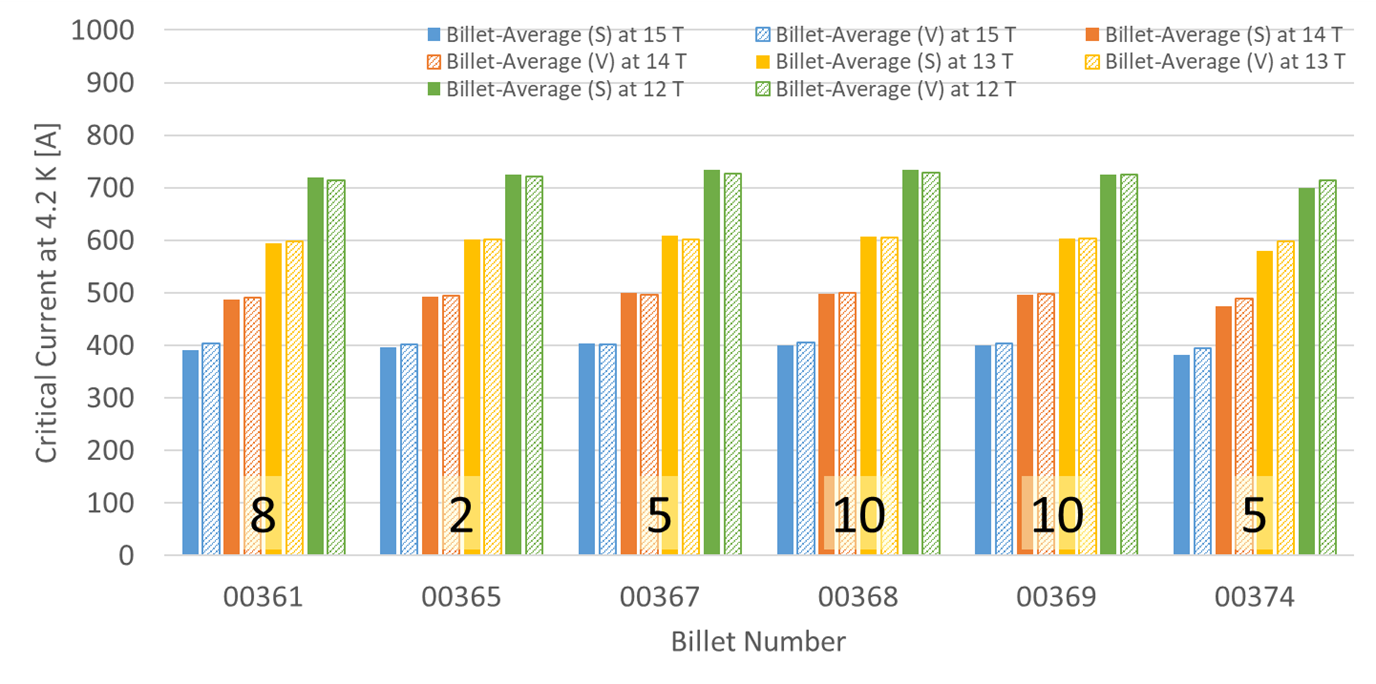 1000
900
800
700
600
500
400
300
200
100
0
Critical Current at 4.2 K [A]
Billet-Average (S) at 15 T
Billet-Average (V) at 15 T
Billet-Average (S) at 14 T
Billet-Average (V) at 14 T
Billet-Average (S) at 13 T
Billet-Average (V) at 13 T
Billet-Average (S) at 12 T
Billet-Average (V) at 12 T
8 2 5 10 10 5
00361 00365 00367 00368 00369 00374
Billet Number